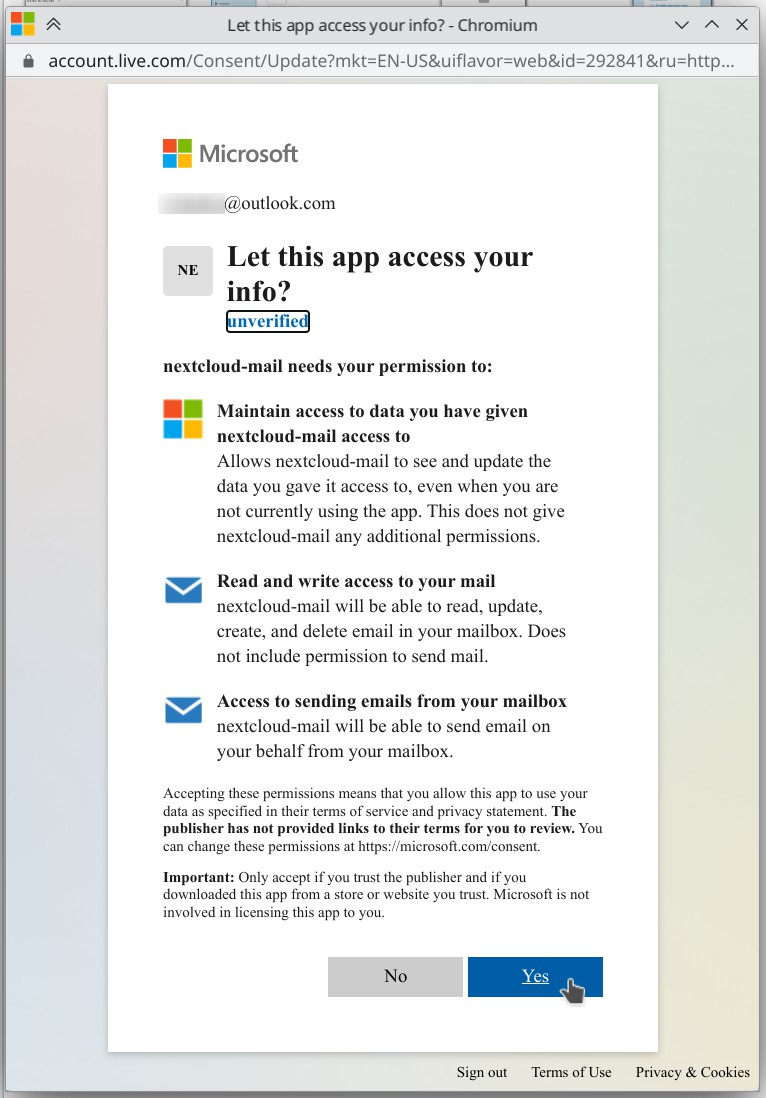 Let this app access your info? - Chromium
account.live.com/Consent/Update?mkt=EN-US&uiflavor=web&id=292841&ru=http...
Microsoft
@outlook.com
NE
Let this app access your
info?
unverified
nextcloud-mail needs your permission to:
Maintain access to data you have given
nextcloud-mail access to
Allows nextcloud-mail to see and update the
data you gave it access to, even when you are
not currently using the app. This does not give
nextcloud-mail any additional permissions.
Read and write access to your mail
nextcloud-mail will be able to read, update,
create, and delete email in your mailbox. Does
not include permission to send mail.
Access to sending emails from your mailbox
nextcloud-mail will be able to send email on
your behalf from your mailbox.
Accepting these permissions means that you allow this app to use your
data as specified in their terms of service and privacy statement. The
publisher has not provided links to their terms for you to review. You
can change these permissions at https://microsoft.com/consent.
Important: Only accept if you trust the publisher and if you
downloaded this app from a store or website you trust. Microsoft is not
involved in licensing this app to you.
No
Yes
Sign out
Terms of Use
Privacy & Cookies